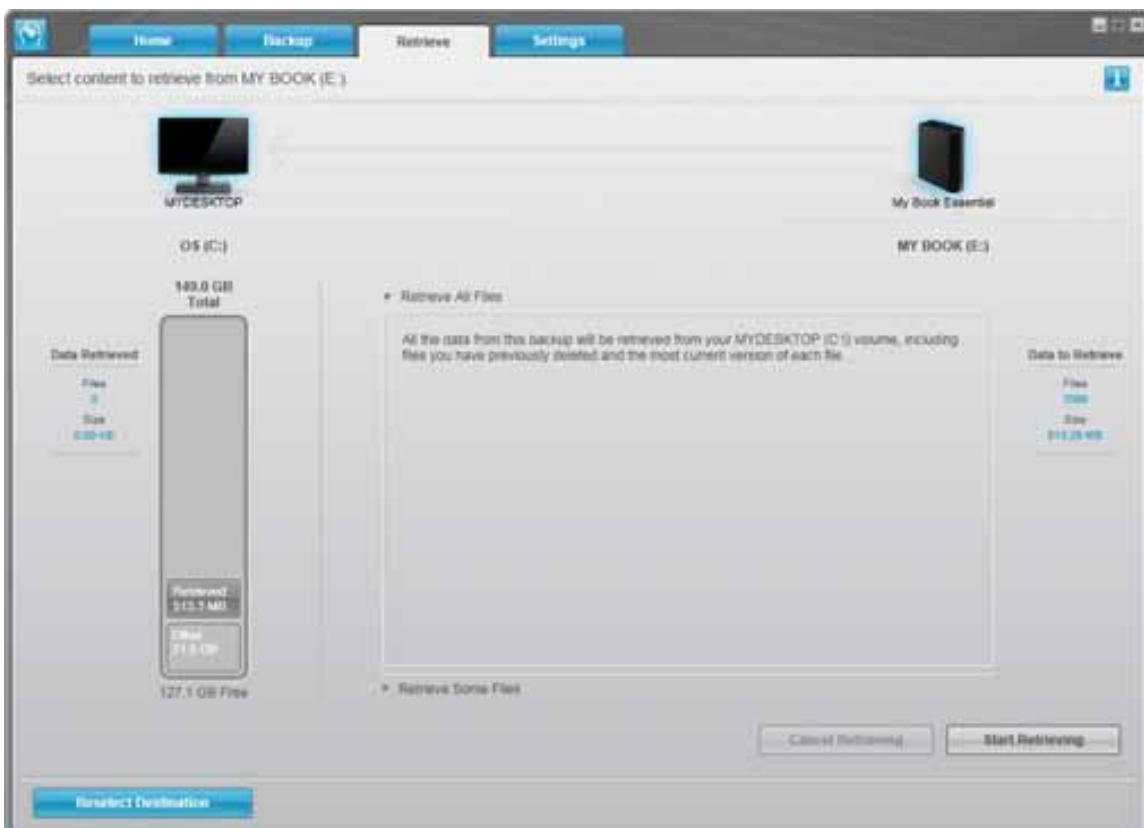 Home Backup Retrieve Settings
Select content to retrieve from MY BOOK (E:)
MYDESKTOP
My Book Essential
OS (C:)
MY BOOK (E:)
149.0 GB
Total
Retrieve All Files
All the data from this backup will be retrieved from your MYDESKTOP (C:\) volume, including
files you have previously deleted and the most current version of each file.
Data Retrieved
Files
0
Size
Data to Retrieve
Files
Size
Retrieved
Other
127.1 GB Free
Retrieve Some Files
Cancel Retrieving
Start Retrieving
Reselect Destination